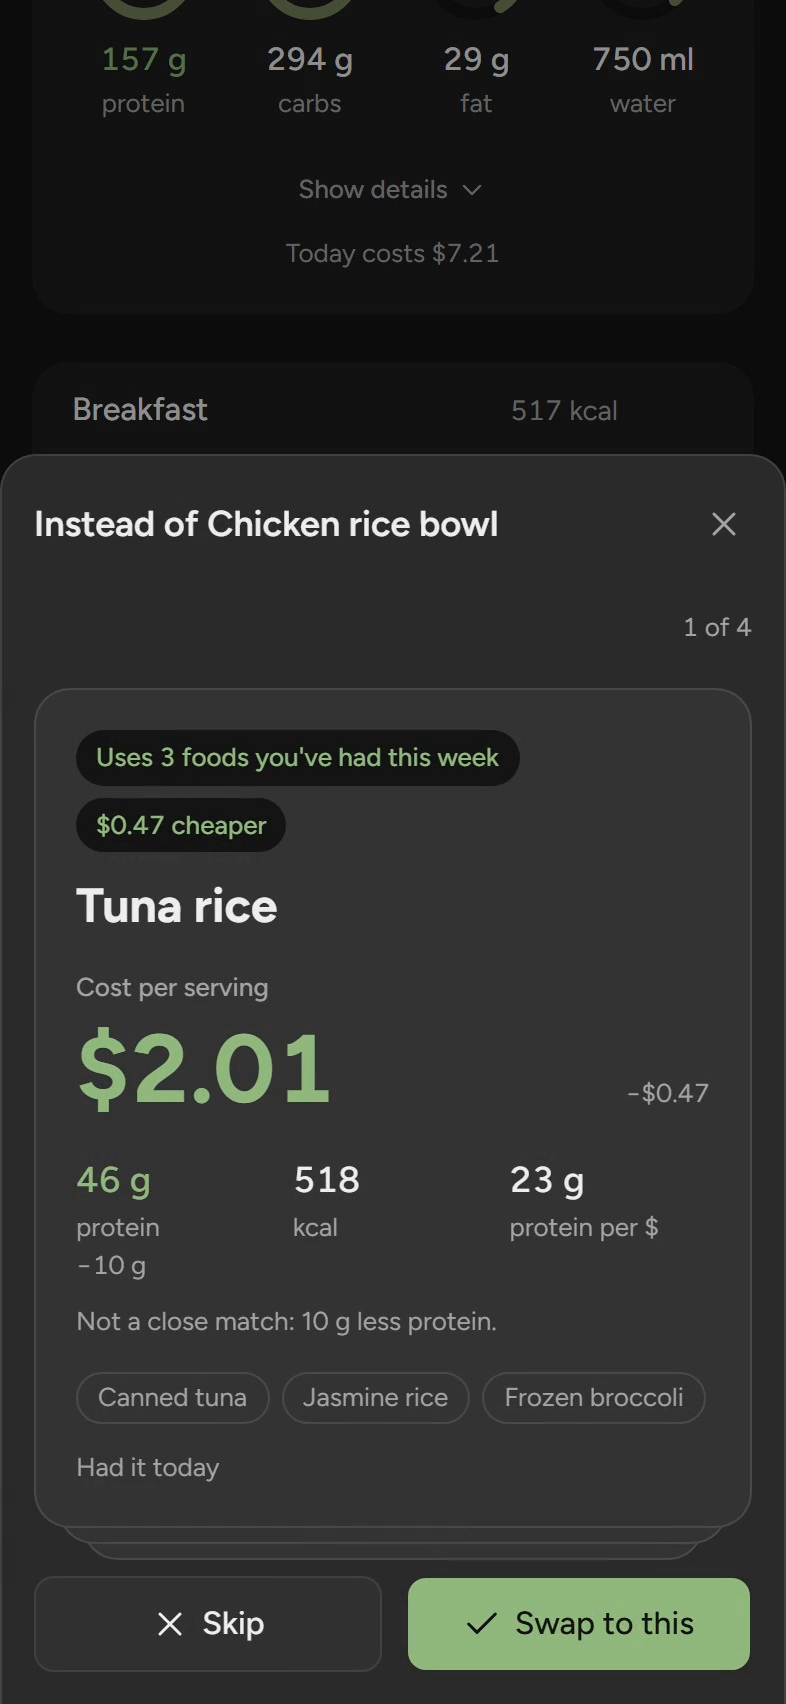 157 g 294 g 29 g 750 ml
protein carbs fat water
Show details
Today costs $7.21
Breakfast 517 kcal
Instead of Chicken rice bowl
1 of 4
Uses 3 foods you've had this week
$0.47 cheaper
Tuna rice
Cost per serving
$2.01 −$0.47
46 g 518 23 g
protein kcal protein per $
−10 g
Not a close match: 10 g less protein.
Canned tuna Jasmine rice Frozen broccoli
Had it today
Skip Swap to this